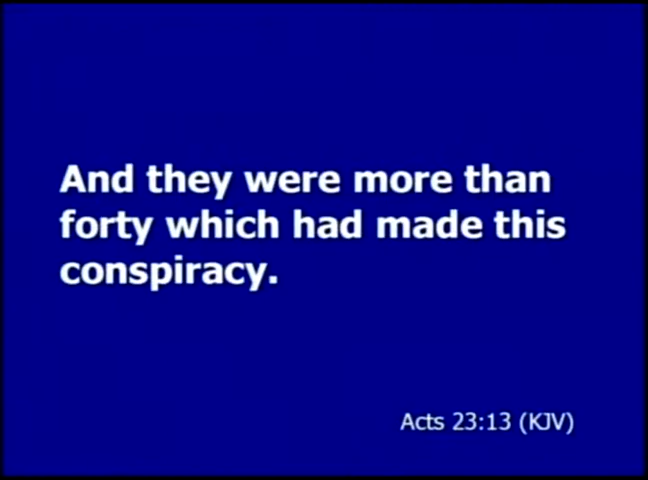 And they were more than
forty which had made this
conspiracy.
Acts 23:13 (KJV)